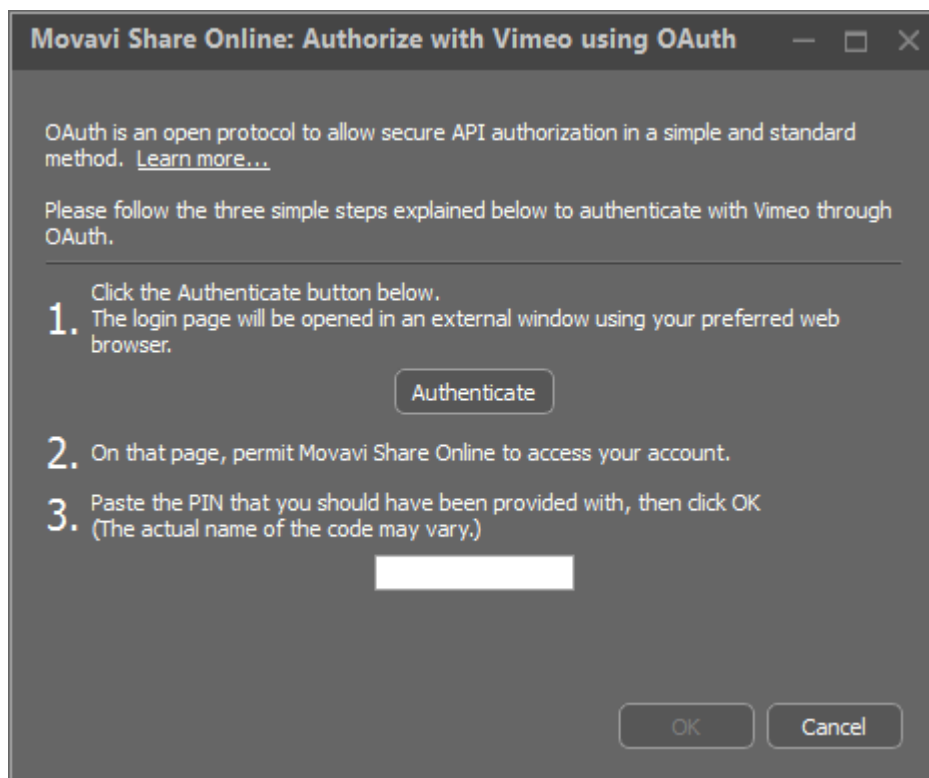 Movavi Share Online: Authorize with Vimeo using OAuth
OAuth is an open protocol to allow secure API authorization in a simple and standard
method. Learn more...
Please follow the three simple steps explained below to authenticate with Vimeo through
OAuth.
1. Click the Authenticate button below.
The login page will be opened in an external window using your preferred web
browser.
Authenticate
2. On that page, permit Movavi Share Online to access your account.
3. Paste the PIN that you should have been provided with, then click OK
(The actual name of the code may vary.)
OK Cancel